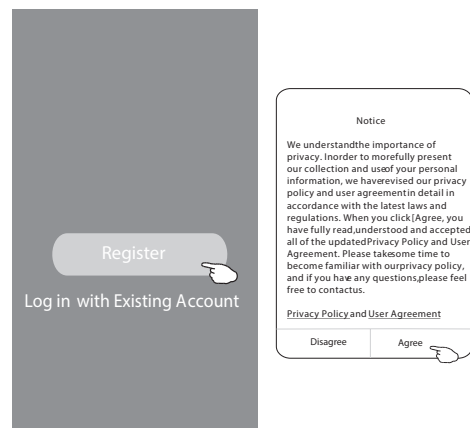 Register
Log in with Existing Account
Notice
We understandthe importance of
privacy. Inorder to morefully present
our collection and useof your personal
information, we haverevised our privacy
policy and user agreementin detail in
accordance with the latest laws and
regulations. When you click[Agree, you
have fully read,understood and accepted
all of the updatedPrivacy Policy and User
Agreement. Please takesome time to
become familiar with ourprivacy policy,
and if you have any questions,please feel
free to contactus.
Privacy Policy and User Agreement
Disagree Agree